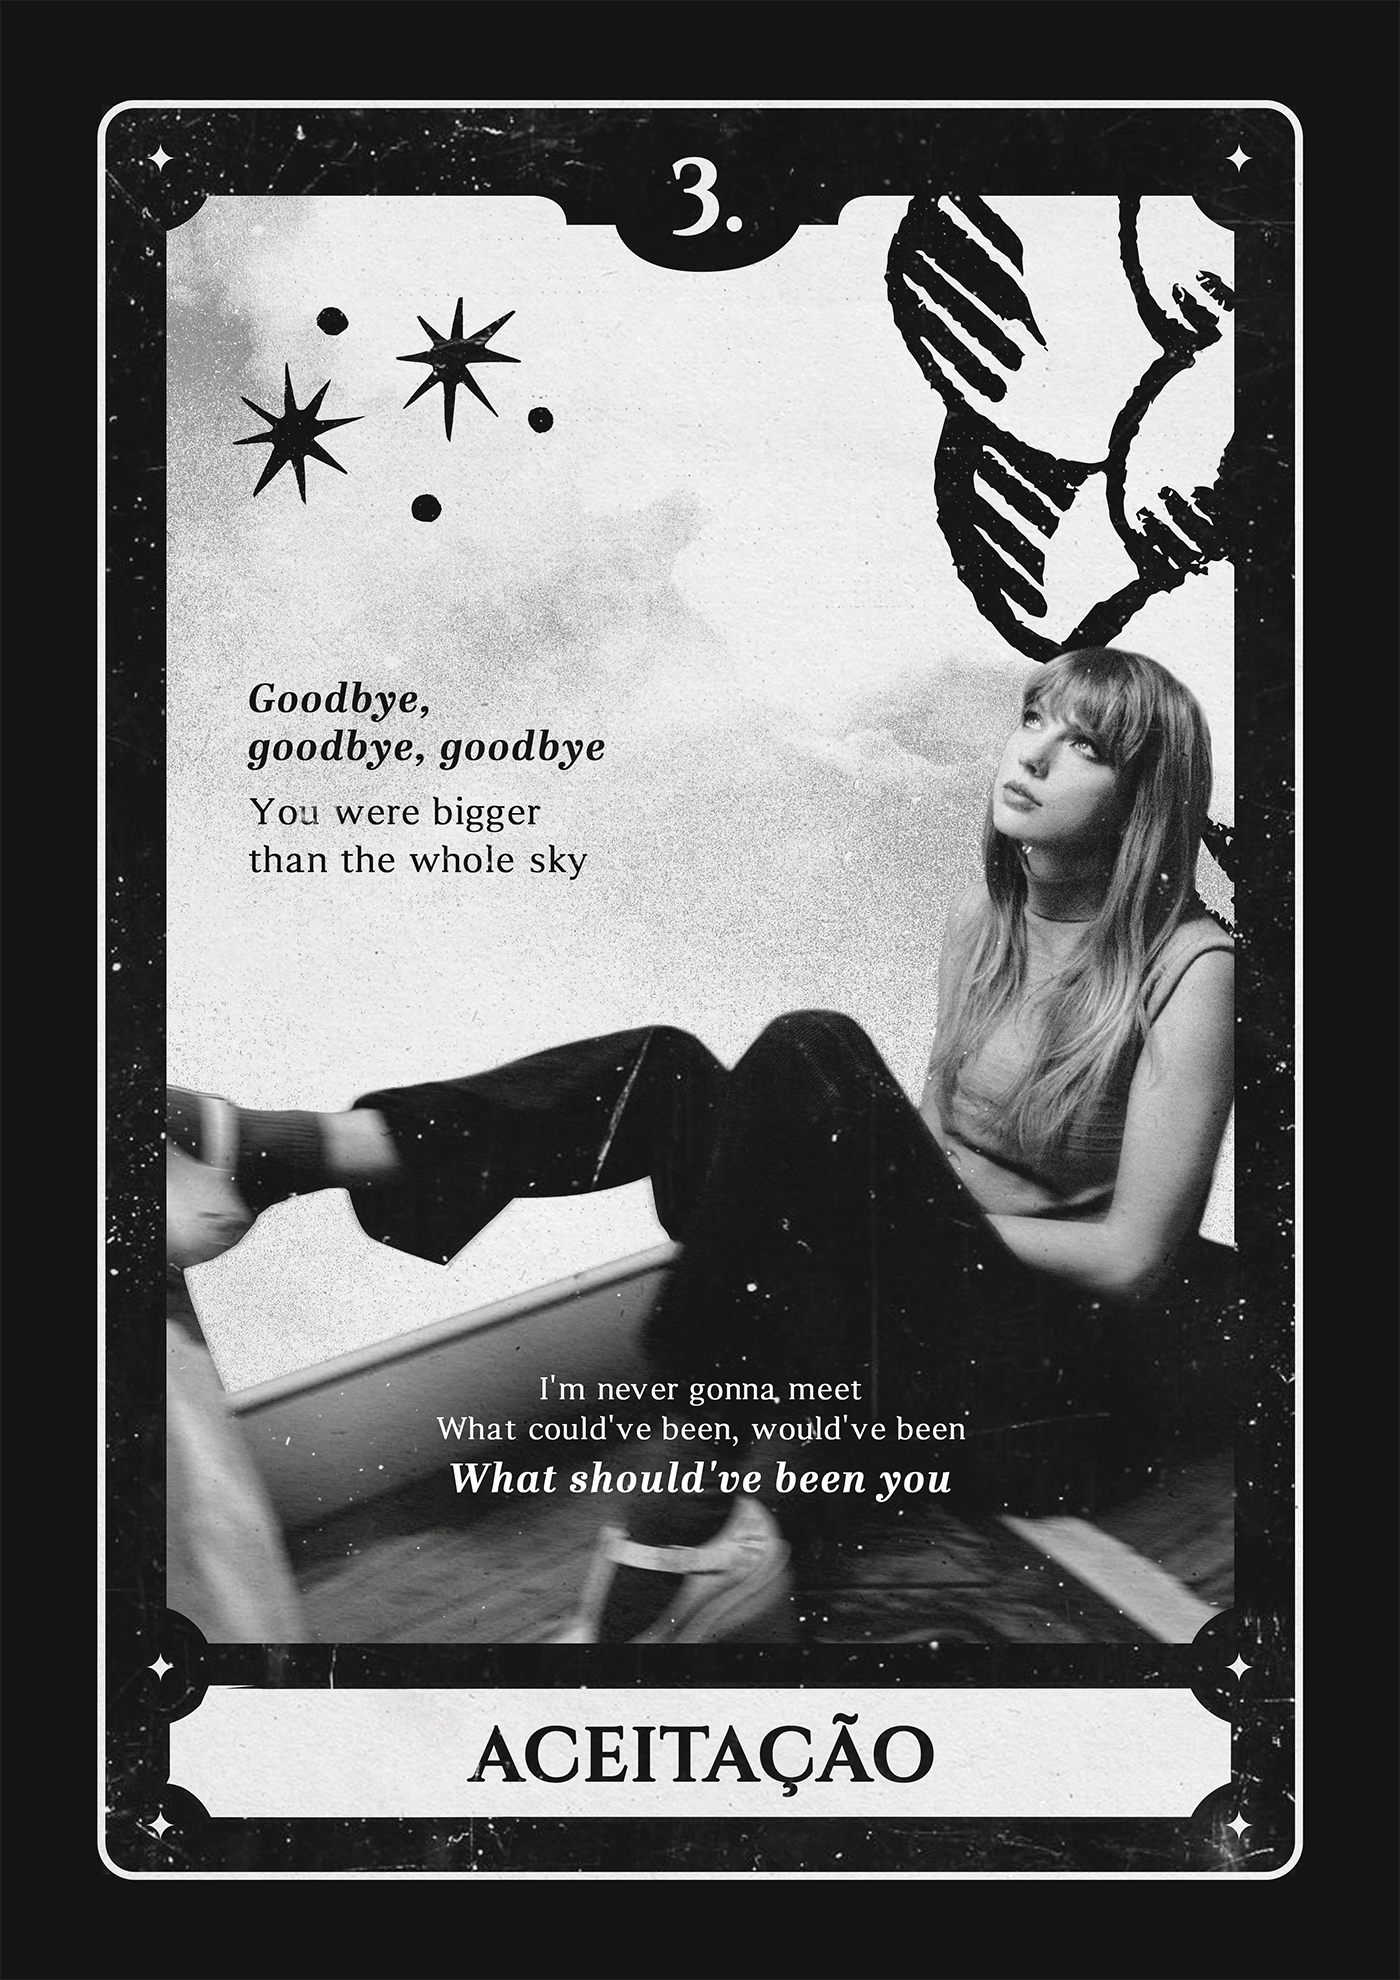 3.
Goodbye,
goodbye, goodbye
You were bigger
than the whole sky
I'm never gonna meet
What could've been, would've been
What should've been you
ACEITAÇÃO